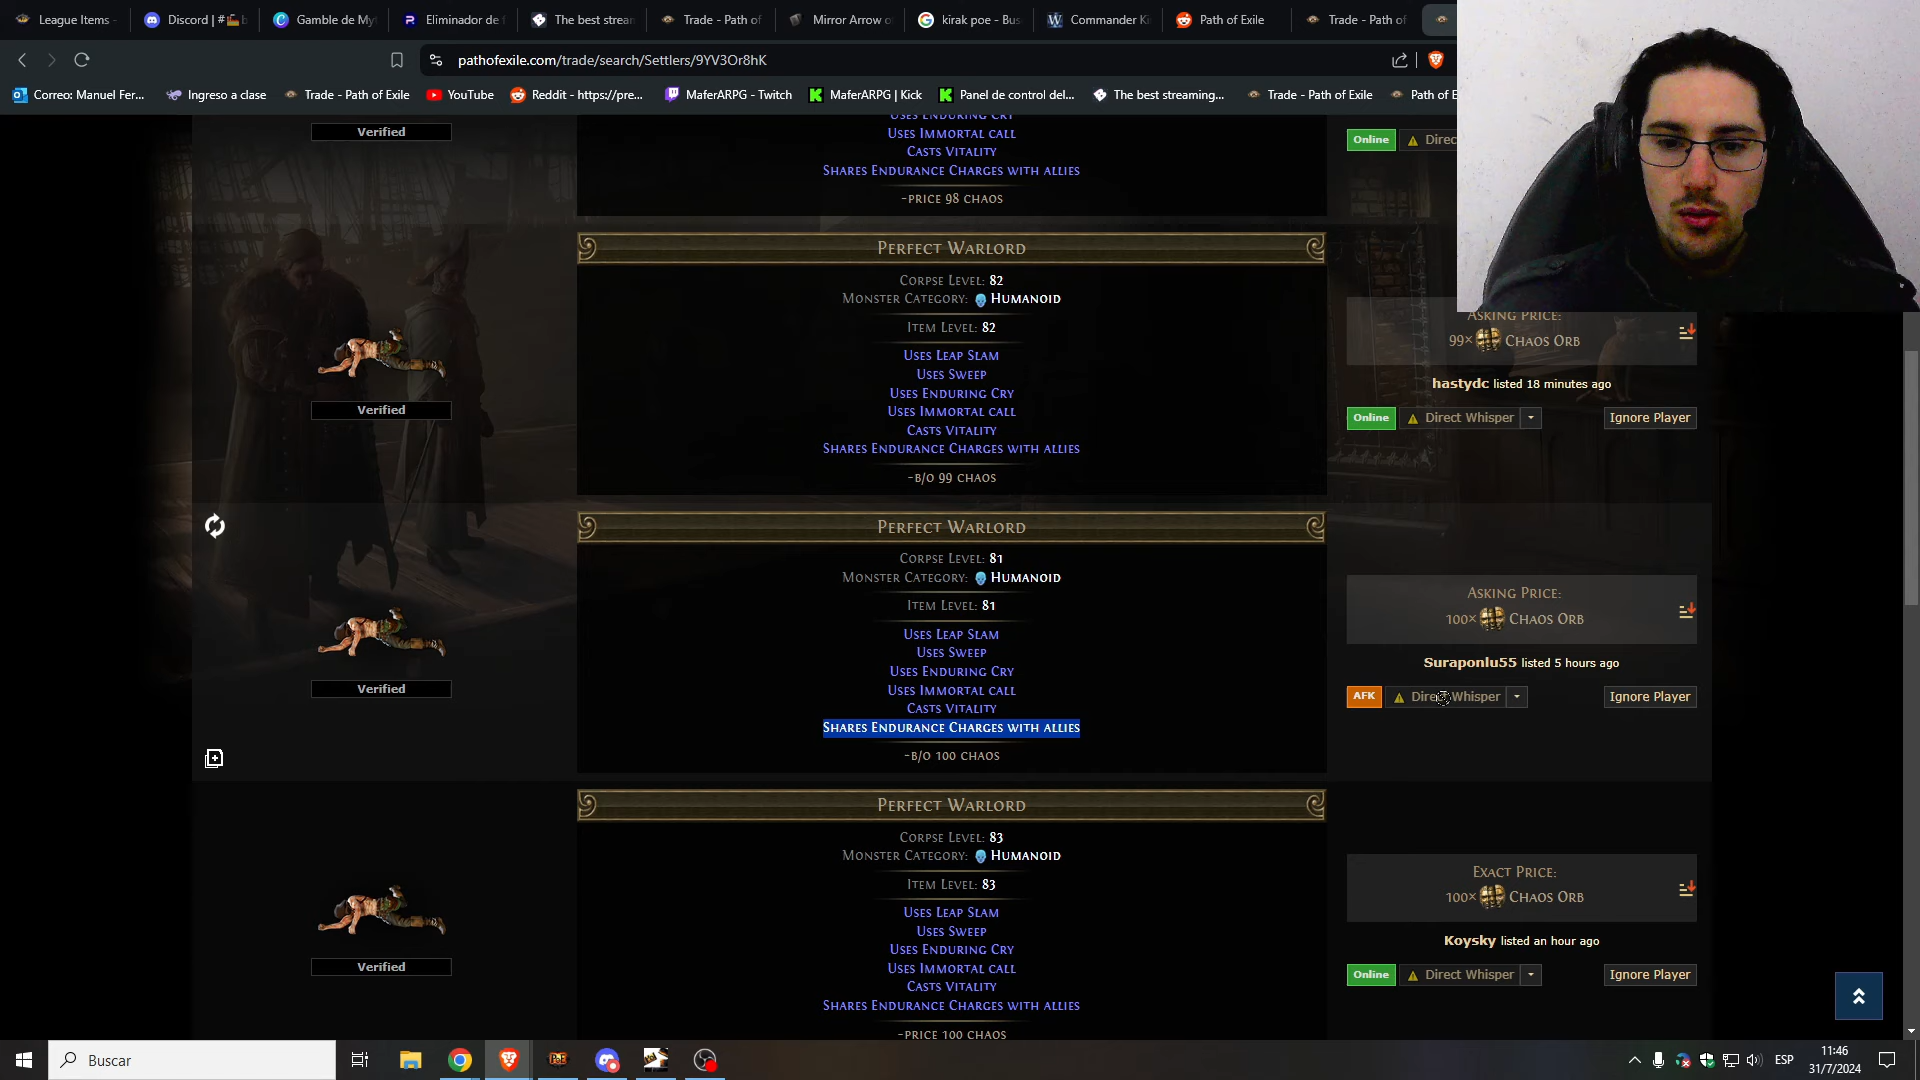 League Items -
Discord | #
Gamble de My
Eliminador de f
The best strean
Trade - Path of
Mirror Arrow o
kirak poe - Bus
Commander Ki
Path of Exile
Trade - Path of
pathofexile.com/trade/search/Settlers/9YV3Or8hK
Correo: Manuel Fer...
Ingreso a clase
Trade - Path of Exile
YouTube
Reddit - https://pre...
MaferARPG - Twitch
MaferARPG | Kick
Panel de control del...
The best streaming...
Trade - Path of Exile
Path of E
Verified
Uses Enduring Cry
Uses Immortal call
Casts Vitality
Shares Endurance Charges with allies
-price 98 chaos
Online
Direc
Perfect Warlord
Corpse Level: 82
Monster Category: Humanoid
Item Level: 82
Uses Leap Slam
Uses Sweep
Uses Enduring Cry
Uses Immortal call
Casts Vitality
Shares Endurance Charges with allies
-b/o 99 chaos
Verified
Asking Price:
99× Chaos Orb
hastydc listed 18 minutes ago
Online
Direct Whisper
Ignore Player
Perfect Warlord
Corpse Level: 81
Monster Category: Humanoid
Item Level: 81
Uses Leap Slam
Uses Sweep
Uses Enduring Cry
Uses Immortal call
Casts Vitality
Shares Endurance Charges with allies
-b/o 100 chaos
Verified
Asking Price:
100× Chaos Orb
Suraponlu55 listed 5 hours ago
AFK
Direct Whisper
Ignore Player
Perfect Warlord
Corpse Level: 83
Monster Category: Humanoid
Item Level: 83
Uses Leap Slam
Uses Sweep
Uses Enduring Cry
Uses Immortal call
Casts Vitality
Shares Endurance Charges with allies
-price 100 chaos
Verified
Exact Price:
100× Chaos Orb
Koysky listed an hour ago
Online
Direct Whisper
Ignore Player
Buscar
ESP
11:46
31/7/2024